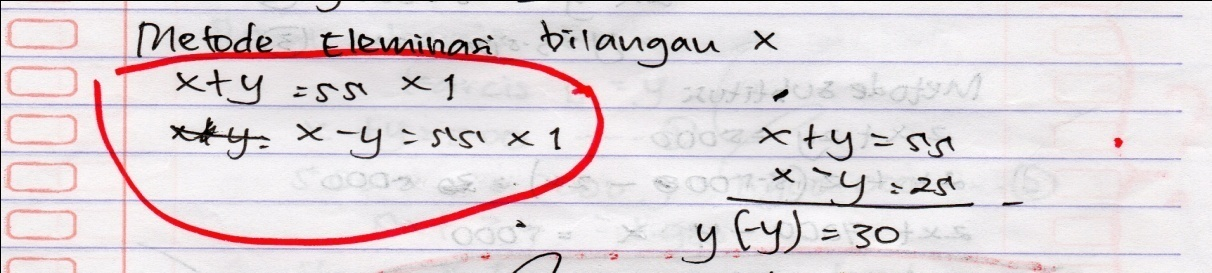 Metode Eleminasi bilangan x
x+y = 55 x 1
x - y = 55 x 1
x + y = 55
x - y = 25
y (-y) = 30